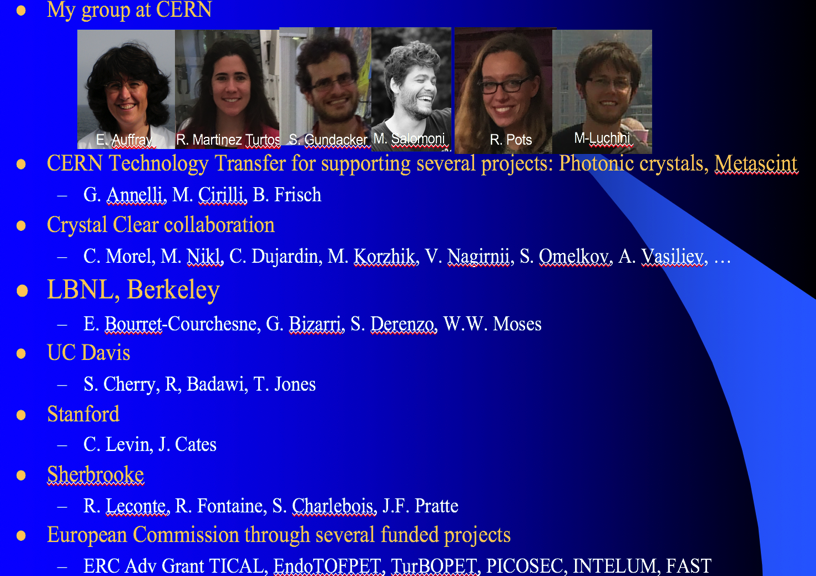 My group at CERN
E. Auffray R. Martinez Turtos S. Gundacker M. Salomoni R. Pots M-Luchini
CERN Technology Transfer for supporting several projects: Photonic crystals, Metascint
– G. Annelli, M. Cirilli, B. Frisch
Crystal Clear collaboration
– C. Morel, M. Nikl, C. Dujardin, M. Korzhik, V. Nagirnii, S. Omelkov, A. Vasiliev, …
LBNL, Berkeley
– E. Bourret-Courchesne, G. Bizarri, S. Derenzo, W.W. Moses
UC Davis
– S. Cherry, R, Badawi, T. Jones
Stanford
– C. Levin, J. Cates
Sherbrooke
– R. Leconte, R. Fontaine, S. Charlebois, J.F. Pratte
European Commission through several funded projects
– ERC Adv Grant TICAL, EndoTOFPET, TurBOPET, PICOSEC, INTELUM, FAST